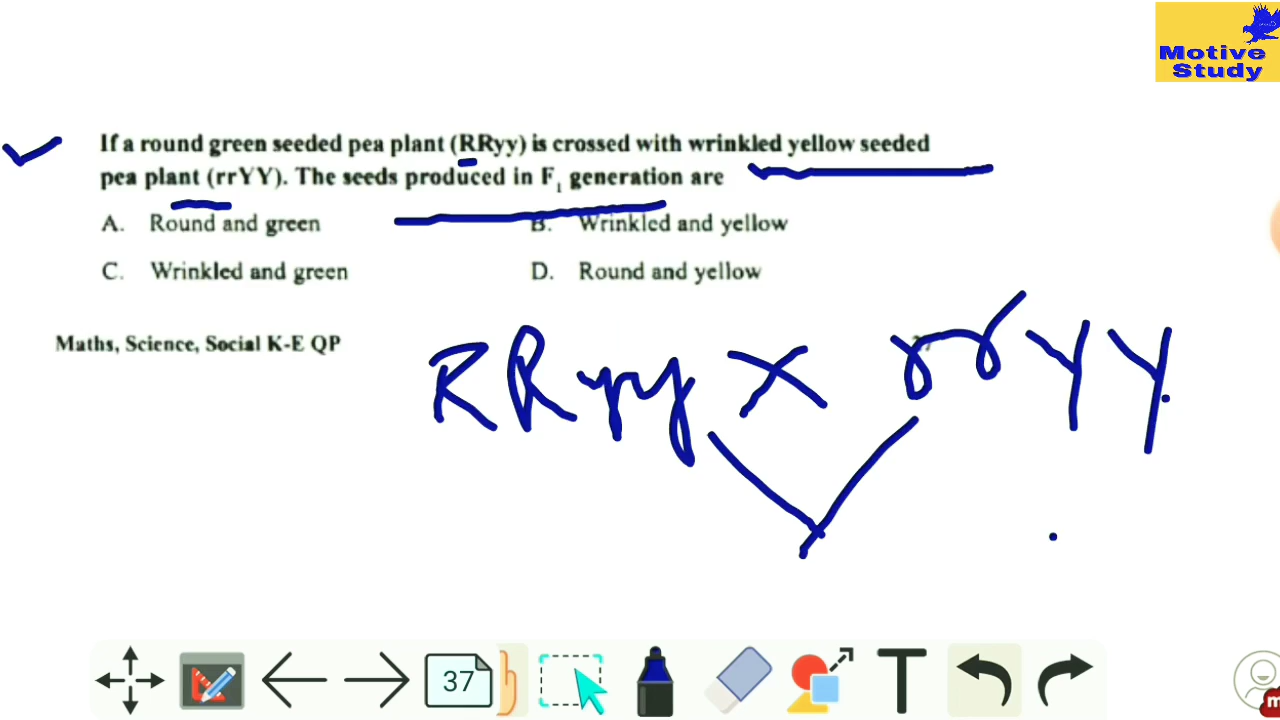 Motive
Study
If a round green seeded pea plant (RRyy) is crossed with wrinkled yellow seeded
pea plant (rrYY). The seeds produced in F₁ generation are
A. Round and green
B. Wrinkled and yellow
C. Wrinkled and green
D. Round and yellow
Maths, Science, Social K-E QP
RRyy × rrYY
37
T